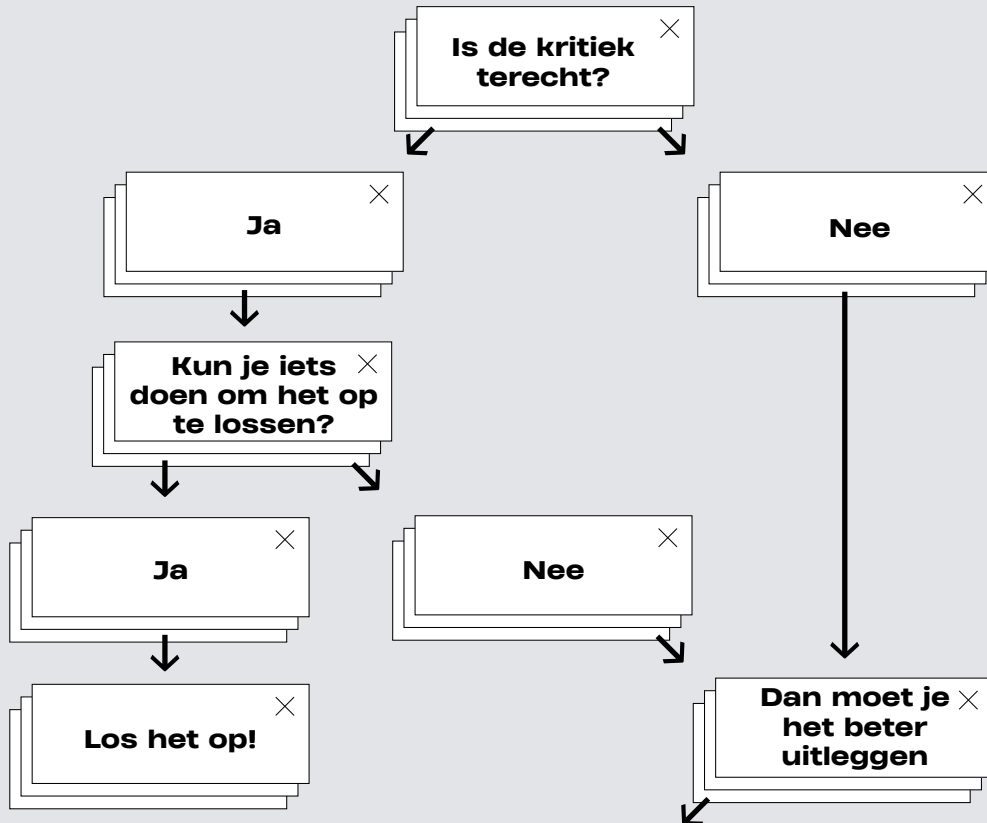 Is de kritiek
terecht?
Ja
Nee
Kun je iets
doen om het op
te lossen?
Ja
Nee
Los het op!
Dan moet je
het beter
uitleggen